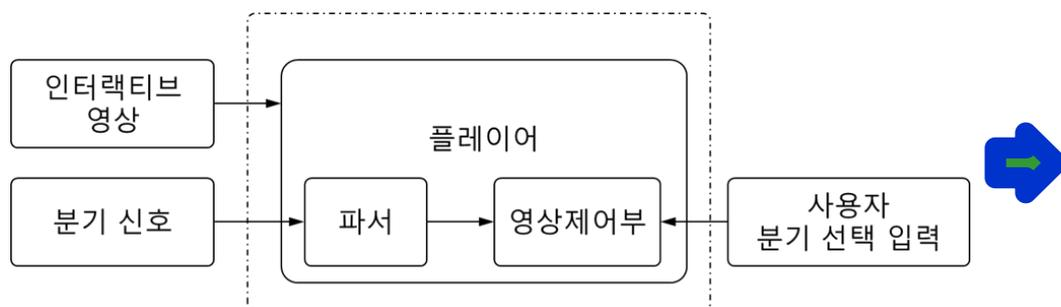 인터랙티브
영상
플레이어
분기 신호
파서
영상제어부
사용자
분기 선택 입력